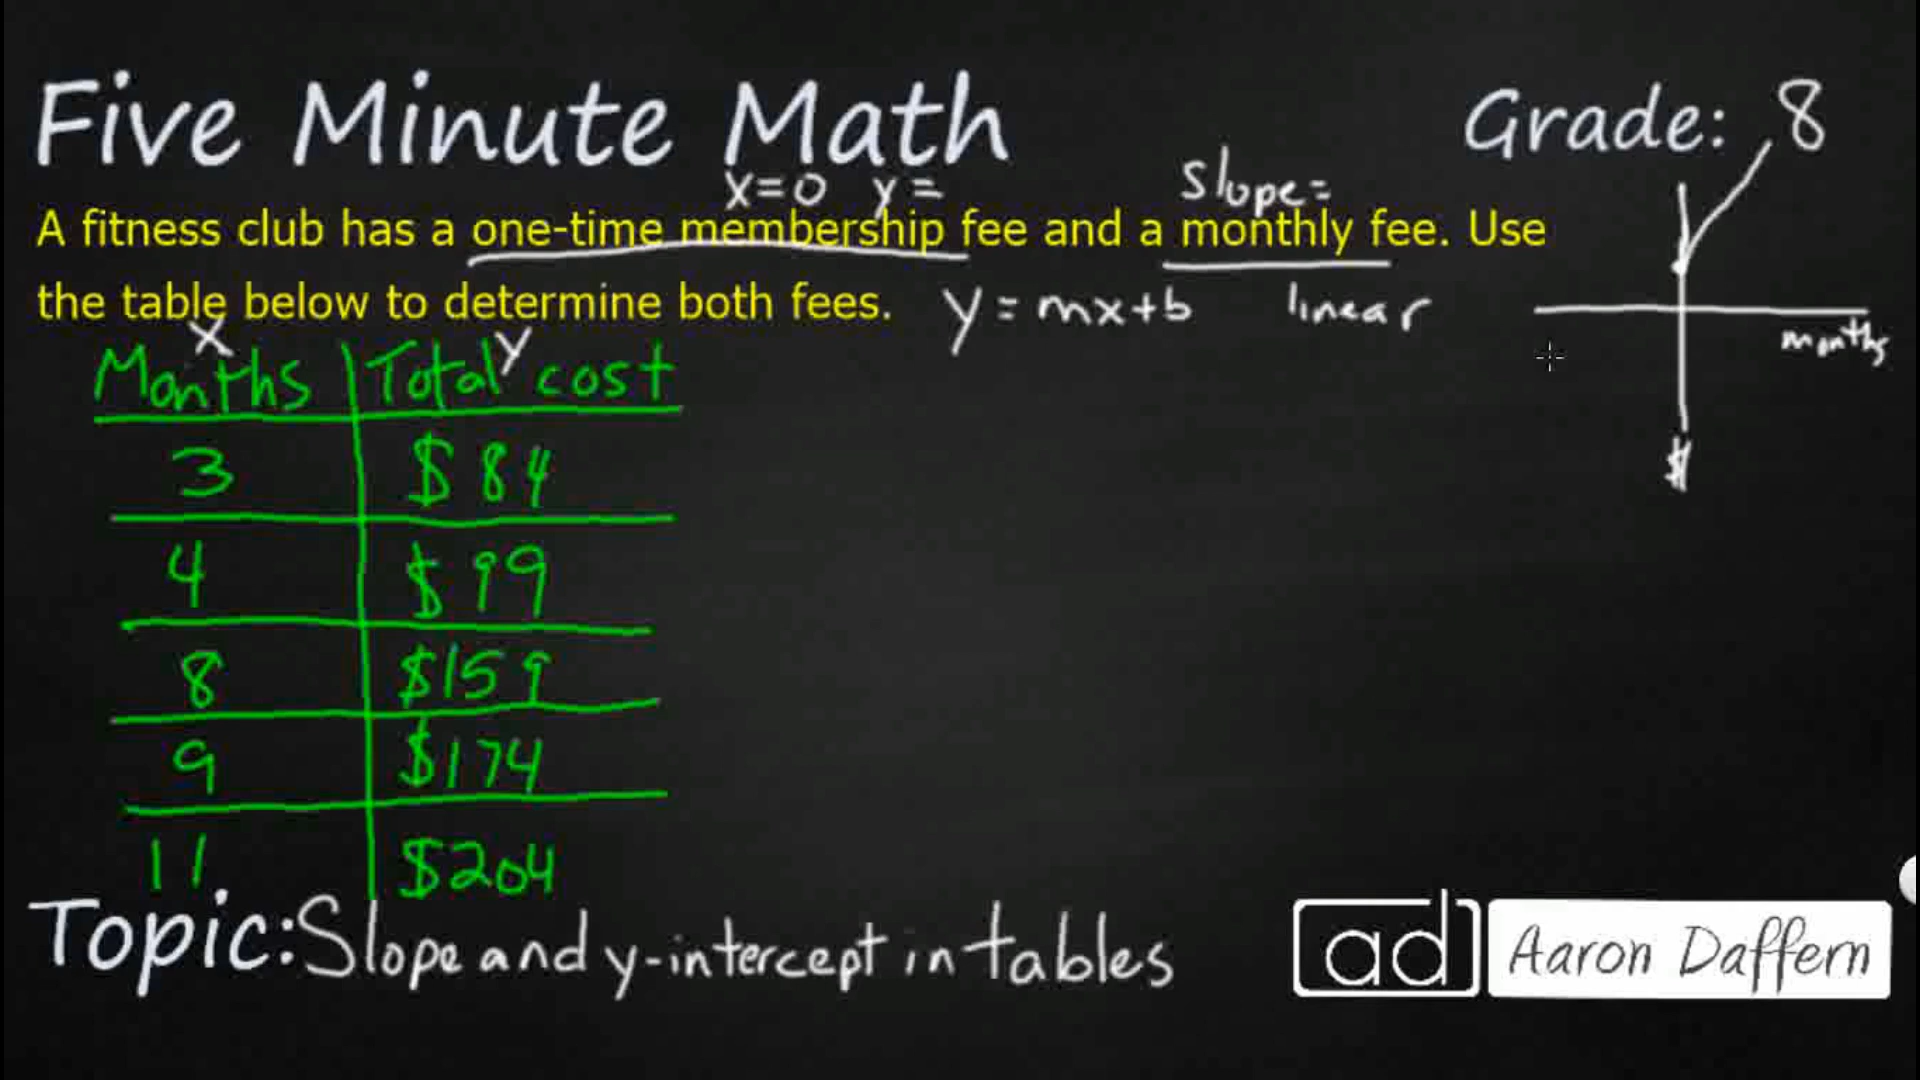 Five Minute Math
Grade: 8
x=0 y=
slope=
A fitness club has a one-time membership fee and a monthly fee. Use
the table below to determine both fees.
y=mx+b
linear
months
$
x
y
Months Total cost
3 $84
4 $99
8 $159
9 $174
11 $204
Topic: Slope and y-intercept in tables
ad Aaron Daffern